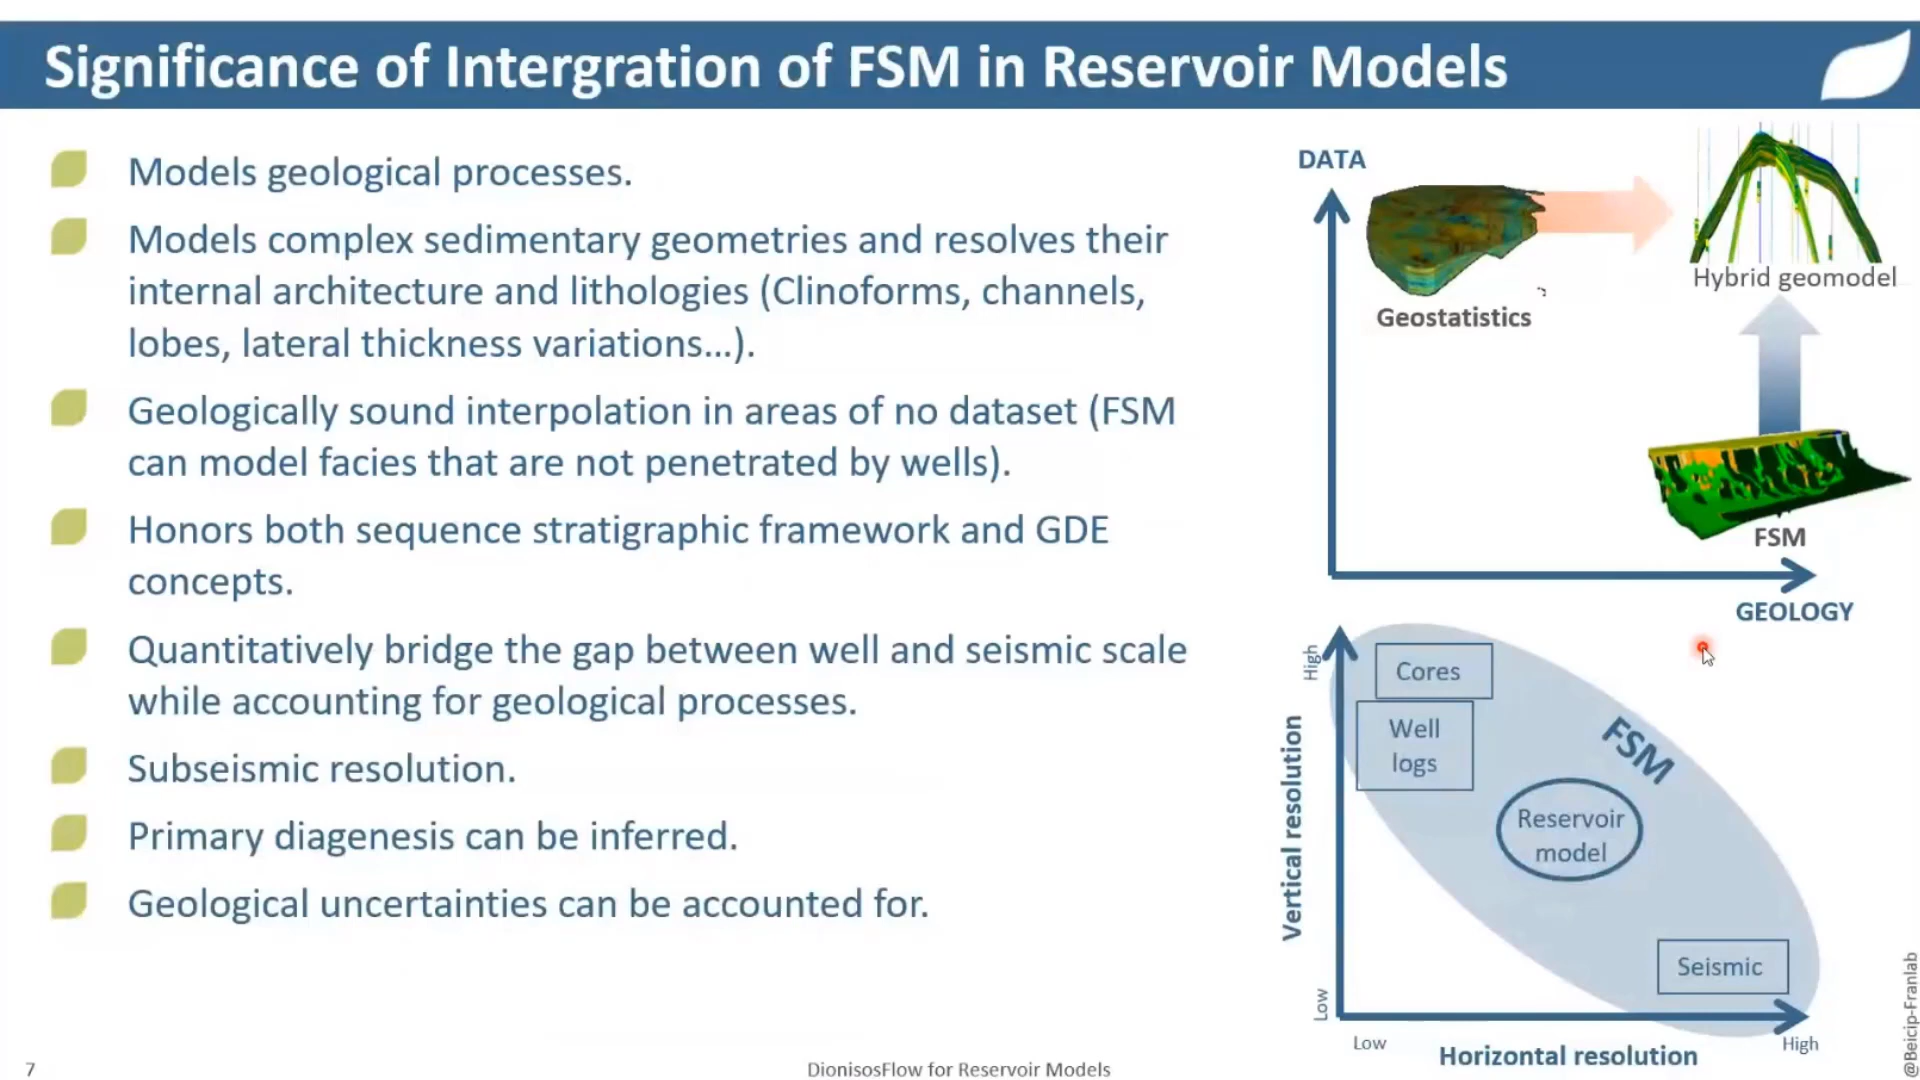 Significance of Intergration of FSM in Reservoir Models
Models geological processes.
Models complex sedimentary geometries and resolves their
internal architecture and lithologies (Clinoforms, channels,
lobes, lateral thickness variations...).
Geologically sound interpolation in areas of no dataset (FSM
can model facies that are not penetrated by wells).
Honors both sequence stratigraphic framework and GDE
concepts.
Quantitatively bridge the gap between well and seismic scale
while accounting for geological processes.
Subseismic resolution.
Primary diagenesis can be inferred.
Geological uncertainties can be accounted for.
DATA
Geostatistics
Hybrid geomodel
FSM
GEOLOGY
High
Vertical resolution
Low
Cores
Well
logs
FSM
Reservoir
model
Seismic
Low
Horizontal resolution
High
7
DionisosFlow for Reservoir Models
@Beicip-Franlab